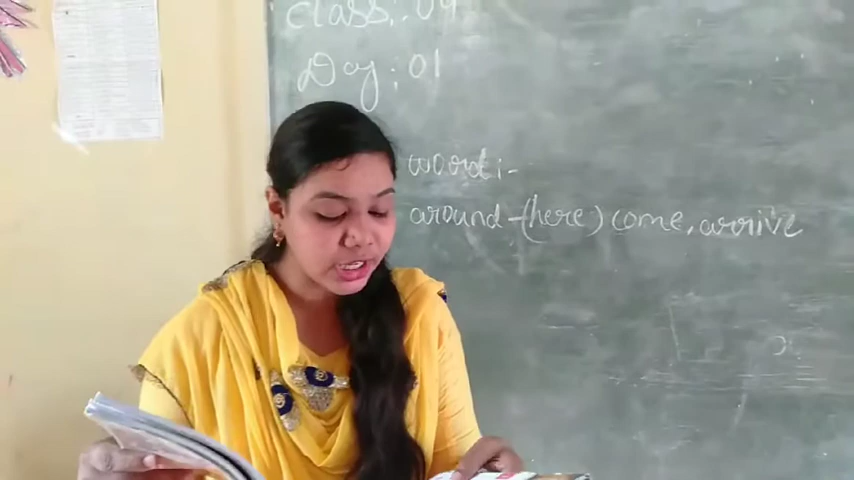 class:. 09
Day : 01
word :-
around - (here) come, arrive